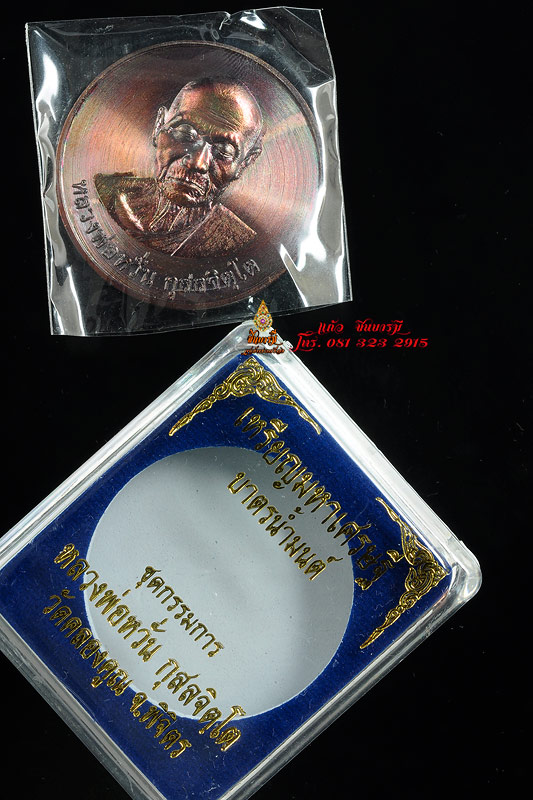 หลวงพ่อหวั่น กุสลจิตฺโต
แก้ว ชินบารมี
โทร. 081 323 2915
เหรียญมหาเศรษฐี
บาตรน้ำมนต์
ชุดกรรมการ
หลวงพ่อหวั่น กุสลจิตฺโต
วัดคลองคูณ จ.พิจิตร